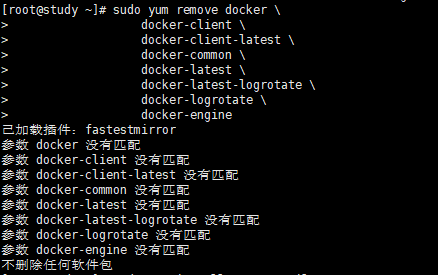 [root@study ~]# sudo yum remove docker \
> docker-client \
> docker-client-latest \
> docker-common \
> docker-latest \
> docker-latest-logrotate \
> docker-logrotate \
> docker-engine
已加载插件：fastestmirror
参数 docker 没有匹配
参数 docker-client 没有匹配
参数 docker-client-latest 没有匹配
参数 docker-common 没有匹配
参数 docker-latest 没有匹配
参数 docker-latest-logrotate 没有匹配
参数 docker-logrotate 没有匹配
参数 docker-engine 没有匹配
不删除任何软件包